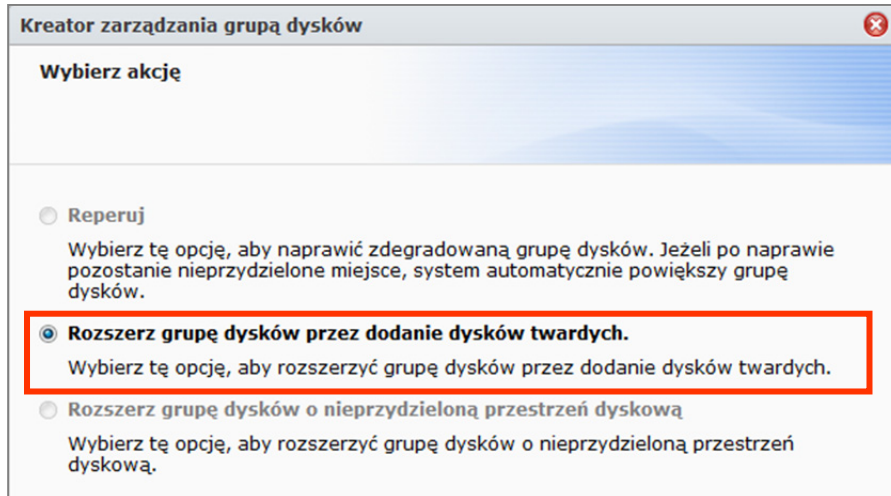 Kreator zarządzania grupą dysków
Wybierz akcję
Reperuj
Wybierz tę opcję, aby naprawić zdegradowaną grupę dysków. Jeżeli po naprawie
pozostanie nieprzydzielone miejsce, system automatycznie powiększy grupę
dysków.
Rozszerz grupę dysków przez dodanie dysków twardych.
Wybierz tę opcję, aby rozszerzyć grupę dysków przez dodanie dysków twardych.
Rozszerz grupę dysków o nieprzydzieloną przestrzeń dyskową
Wybierz tę opcję, aby rozszerzyć grupę dysków o nieprzydzieloną przestrzeń
dyskową.